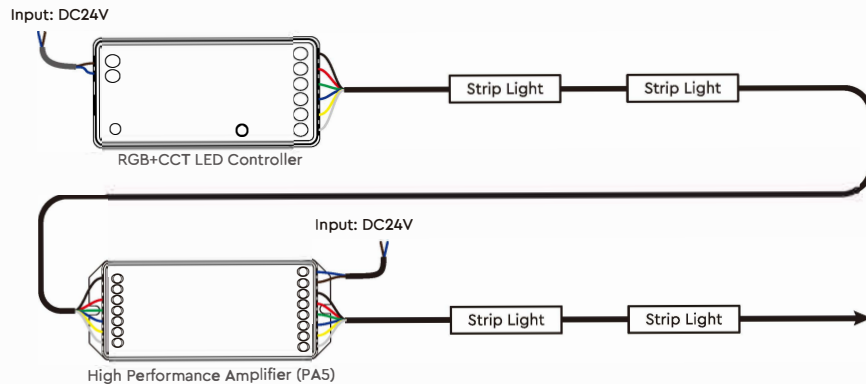 Input: DC24V
Strip Light
Strip Light
RGB+CCT LED Controller
Input: DC24V
Strip Light
Strip Light
High Performance Amplifier (PA5)